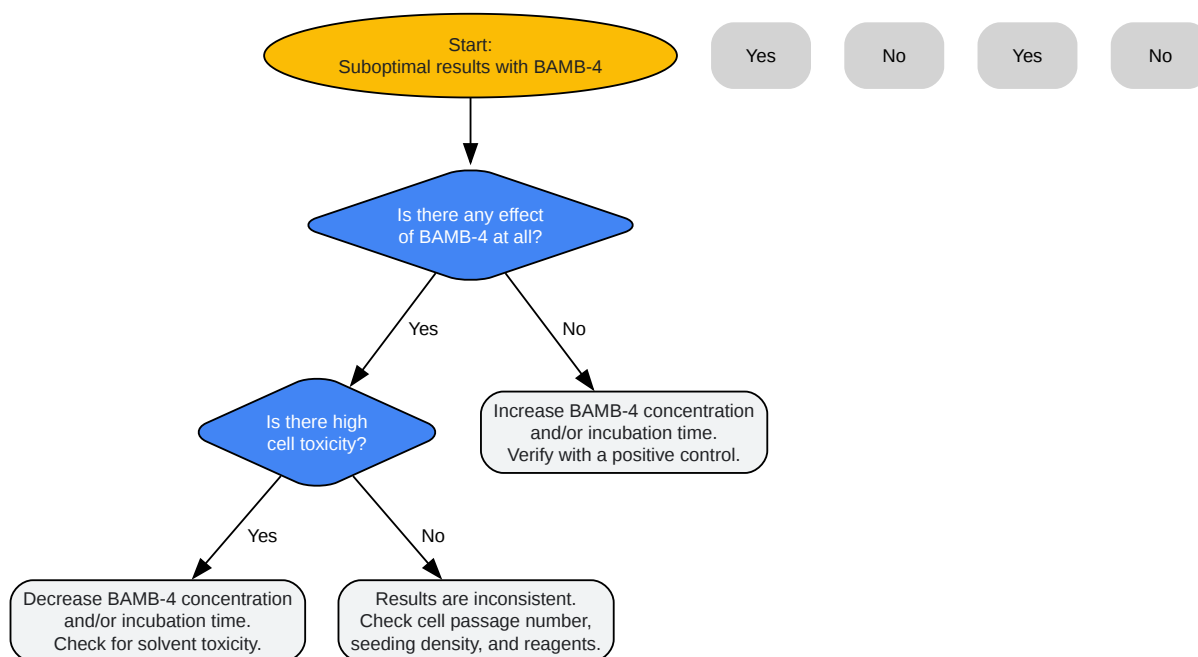 Start:
Suboptimal results with BAMB-4
Yes
No
Yes
No
Is there any effect
of BAMB-4 at all?
Yes
No
Is there high
cell toxicity?
Increase BAMB-4 concentration
and/or incubation time.
Verify with a positive control.
Yes
No
Decrease BAMB-4 concentration
and/or incubation time.
Check for solvent toxicity.
Results are inconsistent.
Check cell passage number,
seeding density, and reagents.